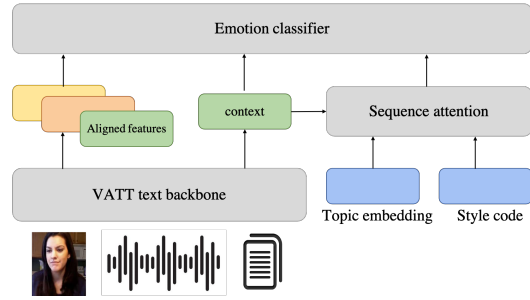 Emotion classifier
Aligned features
context
Sequence attention
VATT text backbone
Topic embedding
Style code